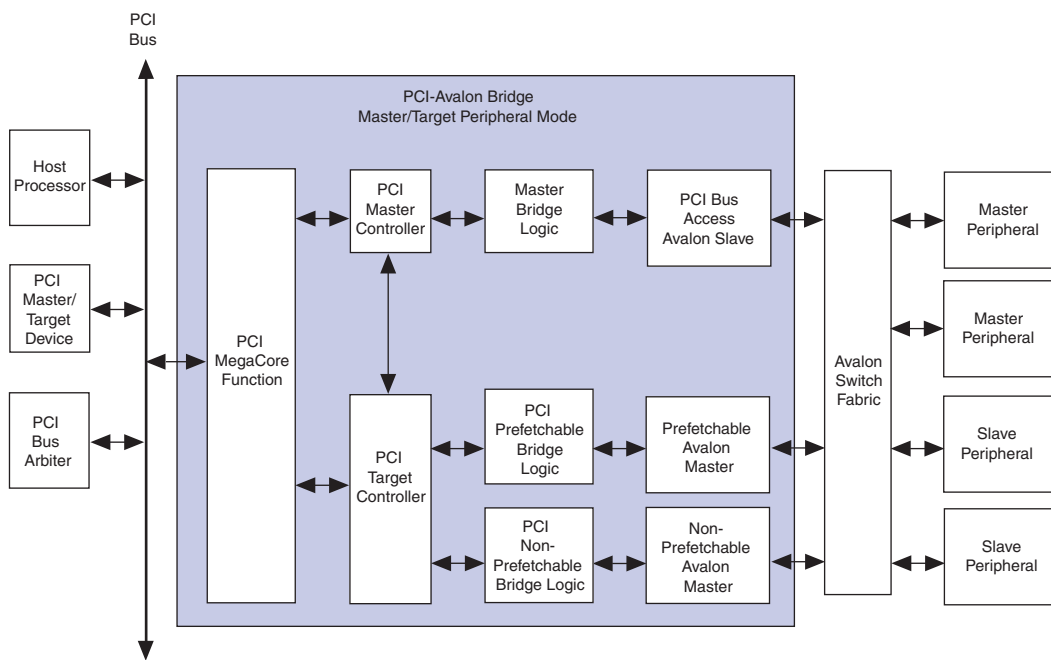 PCI
Bus
PCI-Avalon Bridge
Master/Target Peripheral Mode
Host
Processor
PCI
Master/
Target
Device
PCI
Bus
Arbiter
PCI
MegaCore
Function
PCI
Master
Controller
Master
Bridge
Logic
PCI Bus
Access
Avalon Slave
PCI
Target
Controller
PCI
Prefetchable
Bridge
Logic
Prefetchable
Avalon
Master
PCI
Non-
Prefetchable
Bridge Logic
Non-
Prefetchable
Avalon
Master
Avalon
Switch
Fabric
Master
Peripheral
Master
Peripheral
Slave
Peripheral
Slave
Peripheral